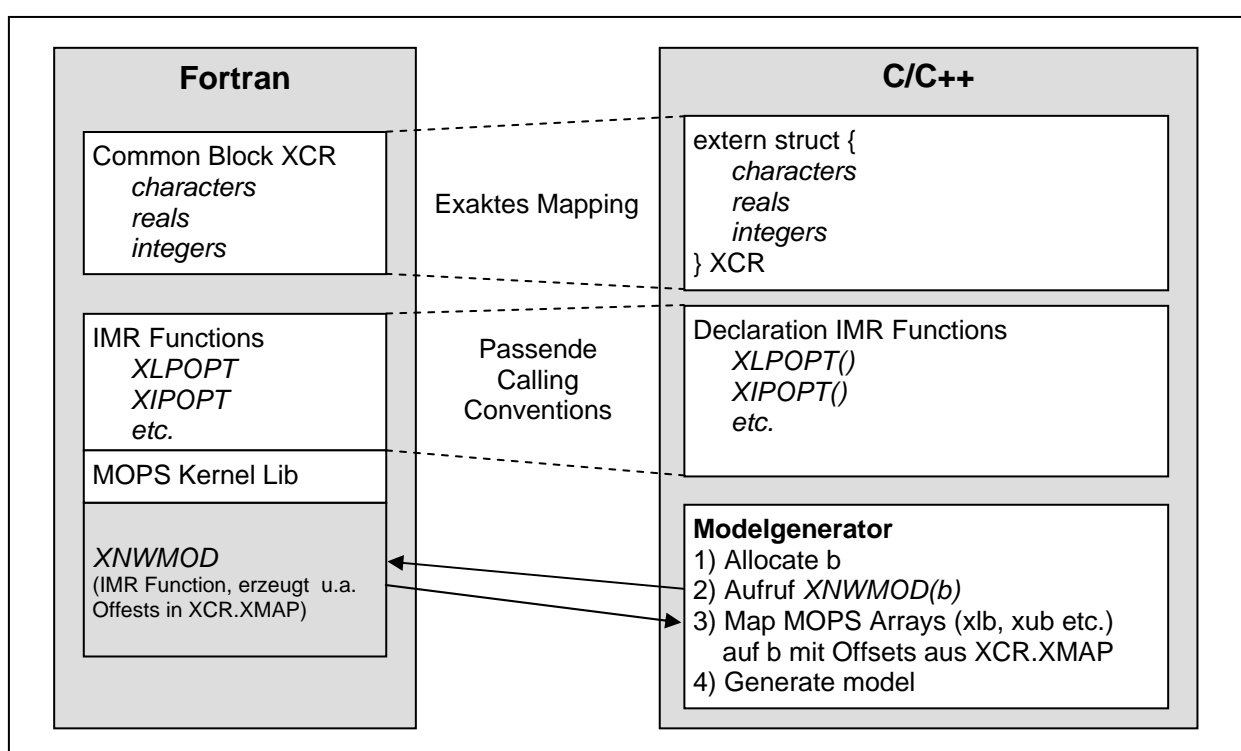 Fortran
Common Block XCR
characters
reals
integers
IMR Functions
XLPOPT
XIPOPT
etc.
MOPS Kernel Lib
XNWMOD
(IMR Function, erzeugt u.a.
Offests in XCR.XMAP)
Exaktes Mapping
Passende
Calling
Conventions
C/C++
extern struct {
characters
reals
integers
} XCR
Declaration IMR Functions
XLPOPT()
XIPOPT()
etc.
Modelgenerator
1) Allocate b
2) Aufruf XNWMOD(b)
3) Map MOPS Arrays (xlb, xub etc.)
auf b mit Offsets aus XCR.XMAP
4) Generate model